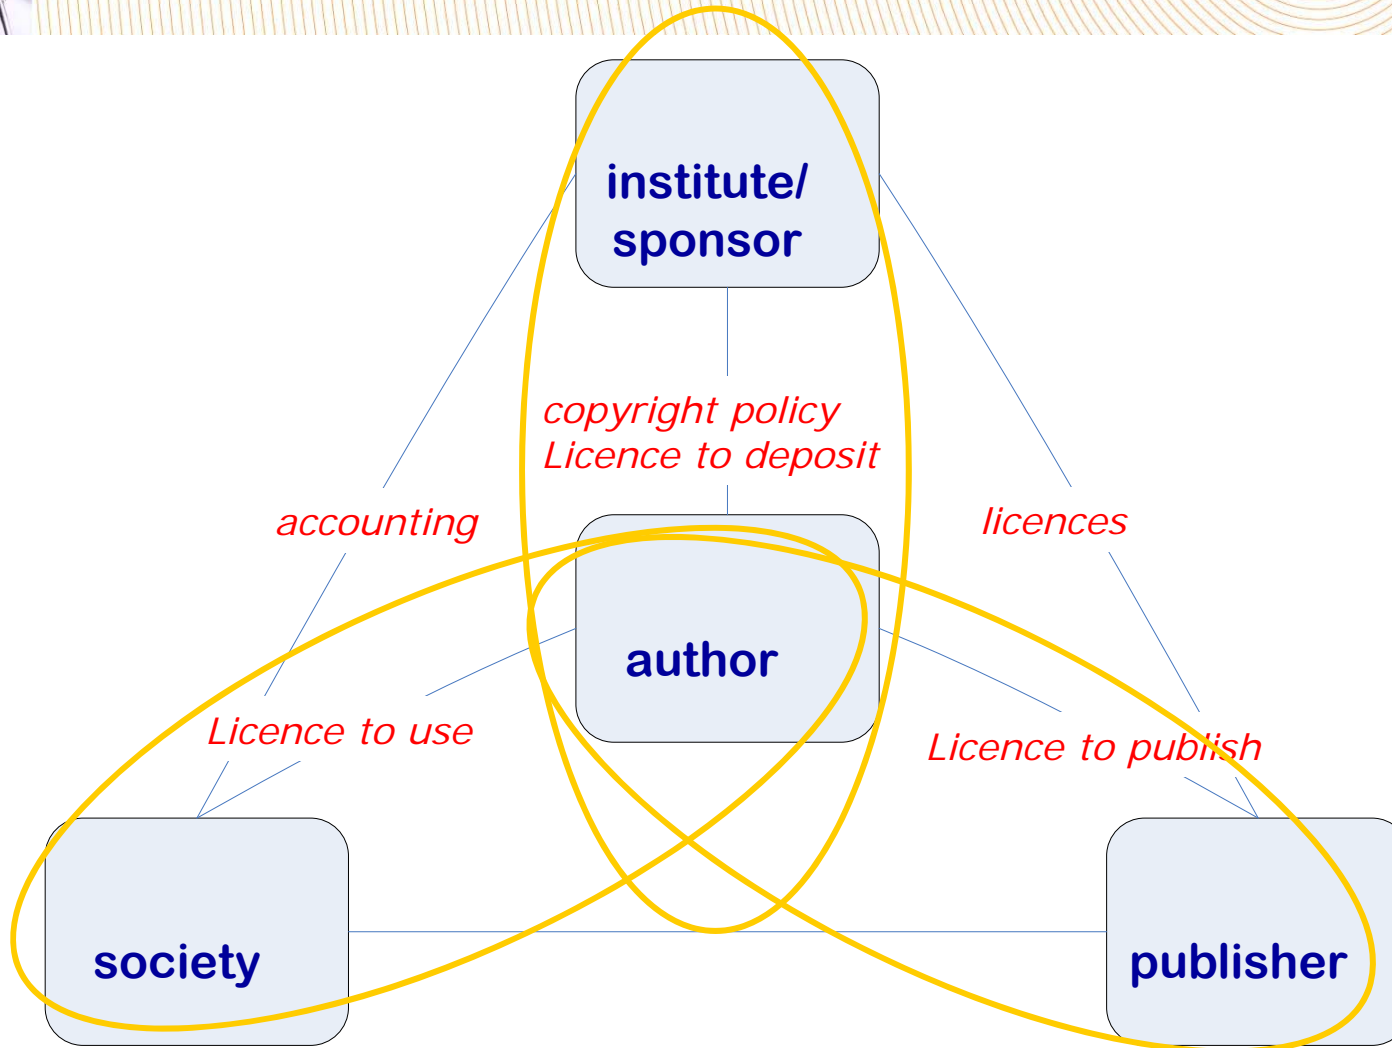 institute/
sponsor
copyright policy
Licence to deposit
accounting
licences
author
Licence to use
Licence to publish
society
publisher